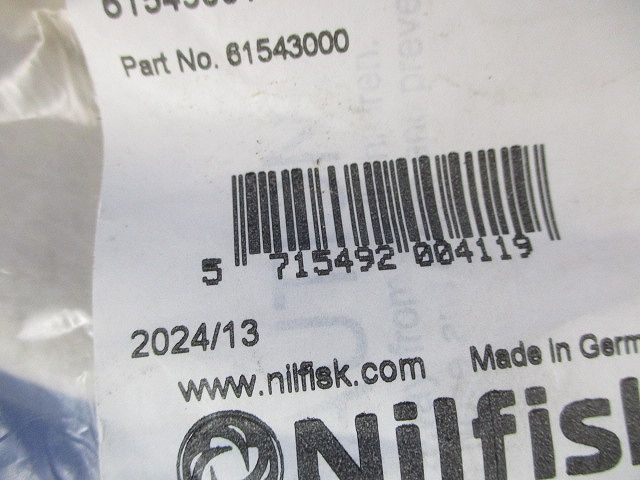 Part No. 61543000
5 715492 004119
2024/13
www.nilfisk.com
Made In Germ
Nilfisk